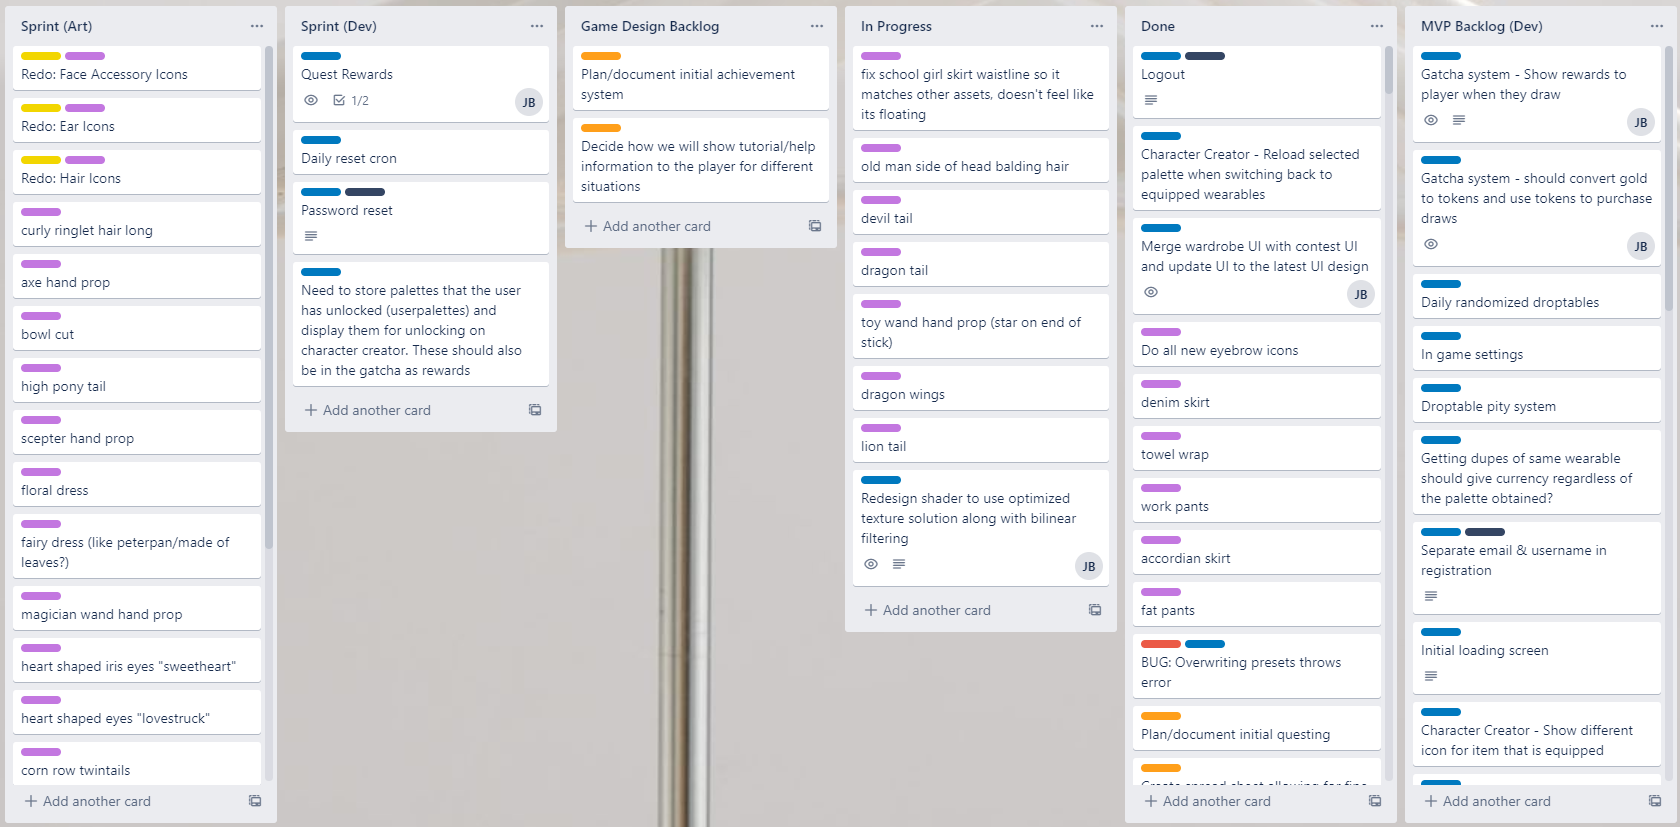 Sprint (Art)
Redo: Face Accessory Icons
Redo: Ear Icons
Redo: Hair Icons
curly ringlet hair long
axe hand prop
bowl cut
high pony tail
scepter hand prop
floral dress
fairy dress (like peterpan/made of
leaves?)
magician wand hand prop
heart shaped iris eyes "sweetheart"
heart shaped eyes "lovestruck"
corn row twintails
+ Add another card
Sprint (Dev)
Quest Rewards
1/2
JB
Daily reset cron
Password reset
Need to store palettes that the user
has unlocked (userpalettes) and
display them for unlocking on
character creator. These should also
be in the gatcha as rewards
+ Add another card
Game Design Backlog
Plan/document initial achievement
system
Decide how we will show tutorial/help
information to the player for different
situations
+ Add another card
In Progress
fix school girl skirt waistline so it
matches other assets, doesn't feel like
its floating
old man side of head balding hair
devil tail
dragon tail
toy wand hand prop (star on end of
stick)
dragon wings
lion tail
Redesign shader to use optimized
texture solution along with bilinear
filtering
JB
+ Add another card
Done
Logout
Character Creator - Reload selected
palette when switching back to
equipped wearables
Merge wardrobe UI with contest UI
and update UI to the latest UI design
JB
Do all new eyebrow icons
denim skirt
towel wrap
work pants
accordian skirt
fat pants
BUG: Overwriting presets throws
error
Plan/document initial questing
+ Add another card
MVP Backlog (Dev)
Gatcha system - Show rewards to
player when they draw
JB
Gatcha system - should convert gold
to tokens and use tokens to purchase
draws
JB
Daily randomized droptables
In game settings
Droptable pity system
Getting dupes of same wearable
should give currency regardless of
the palette obtained?
Separate email & username in
registration
Initial loading screen
Character Creator - Show different
icon for item that is equipped
+ Add another card